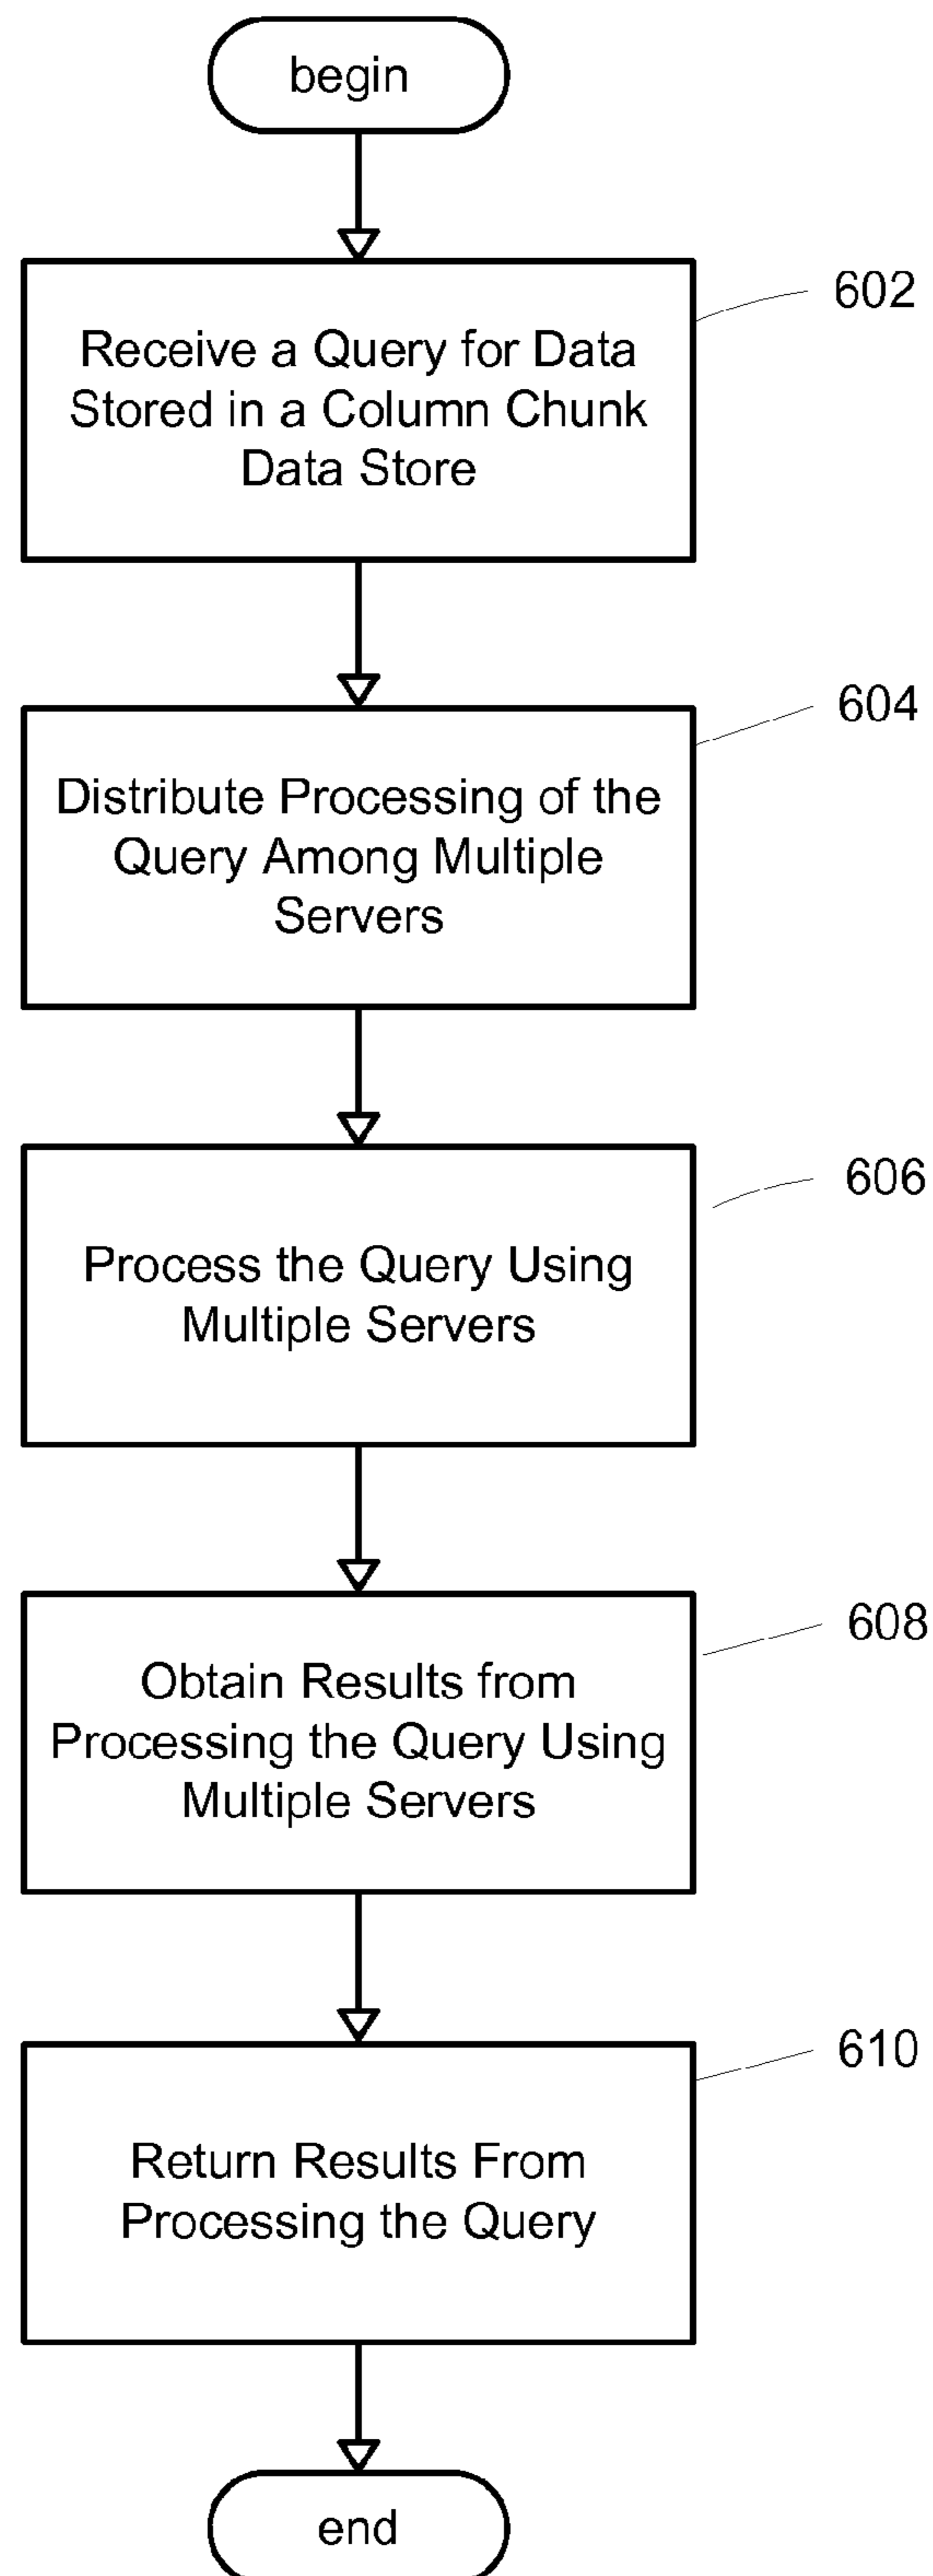 begin
602
Receive a Query for Data
Stored in a Column Chunk
Data Store
604
Distribute Processing of the
Query Among Multiple
Servers
606
Process the Query Using
Multiple Servers
608
Obtain Results from
Processing the Query Using
Multiple Servers
610
Return Results From
Processing the Query
end